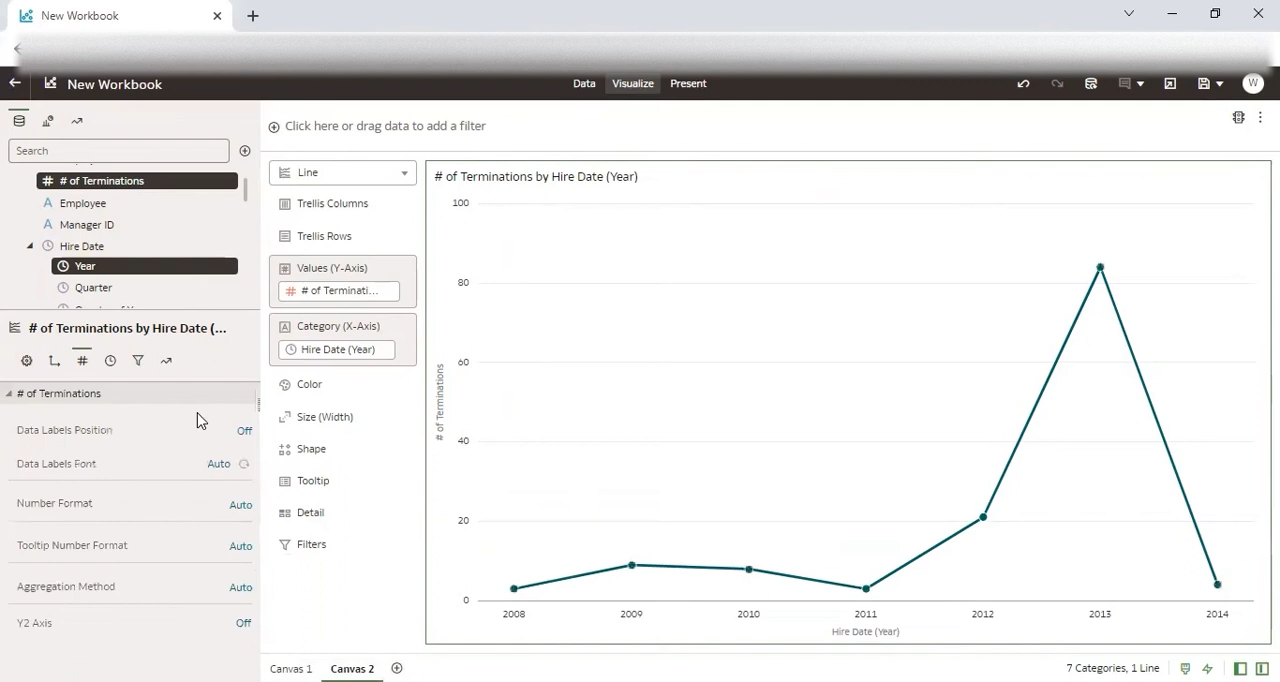 New Workbook
New Workbook
Data
Visualize
Present
W
Search
# # of Terminations
A Employee
A Manager ID
Hire Date
Year
Quarter
# of Terminations by Hire Date (...
# of Terminations
Data Labels Position
Off
Data Labels Font
Auto
Number Format
Auto
Tooltip Number Format
Auto
Aggregation Method
Auto
Y2 Axis
Off
Click here or drag data to add a filter
Line
Trellis Columns
Trellis Rows
Values (Y-Axis)
# # of Terminati...
Category (X-Axis)
Hire Date (Year)
Color
Size (Width)
Shape
Tooltip
Detail
Filters
# of Terminations by Hire Date (Year)
100
80
60
40
20
0
# of Terminations
2008
2009
2010
2011
2012
2013
2014
Hire Date (Year)
Canvas 1
Canvas 2
7 Categories, 1 Line